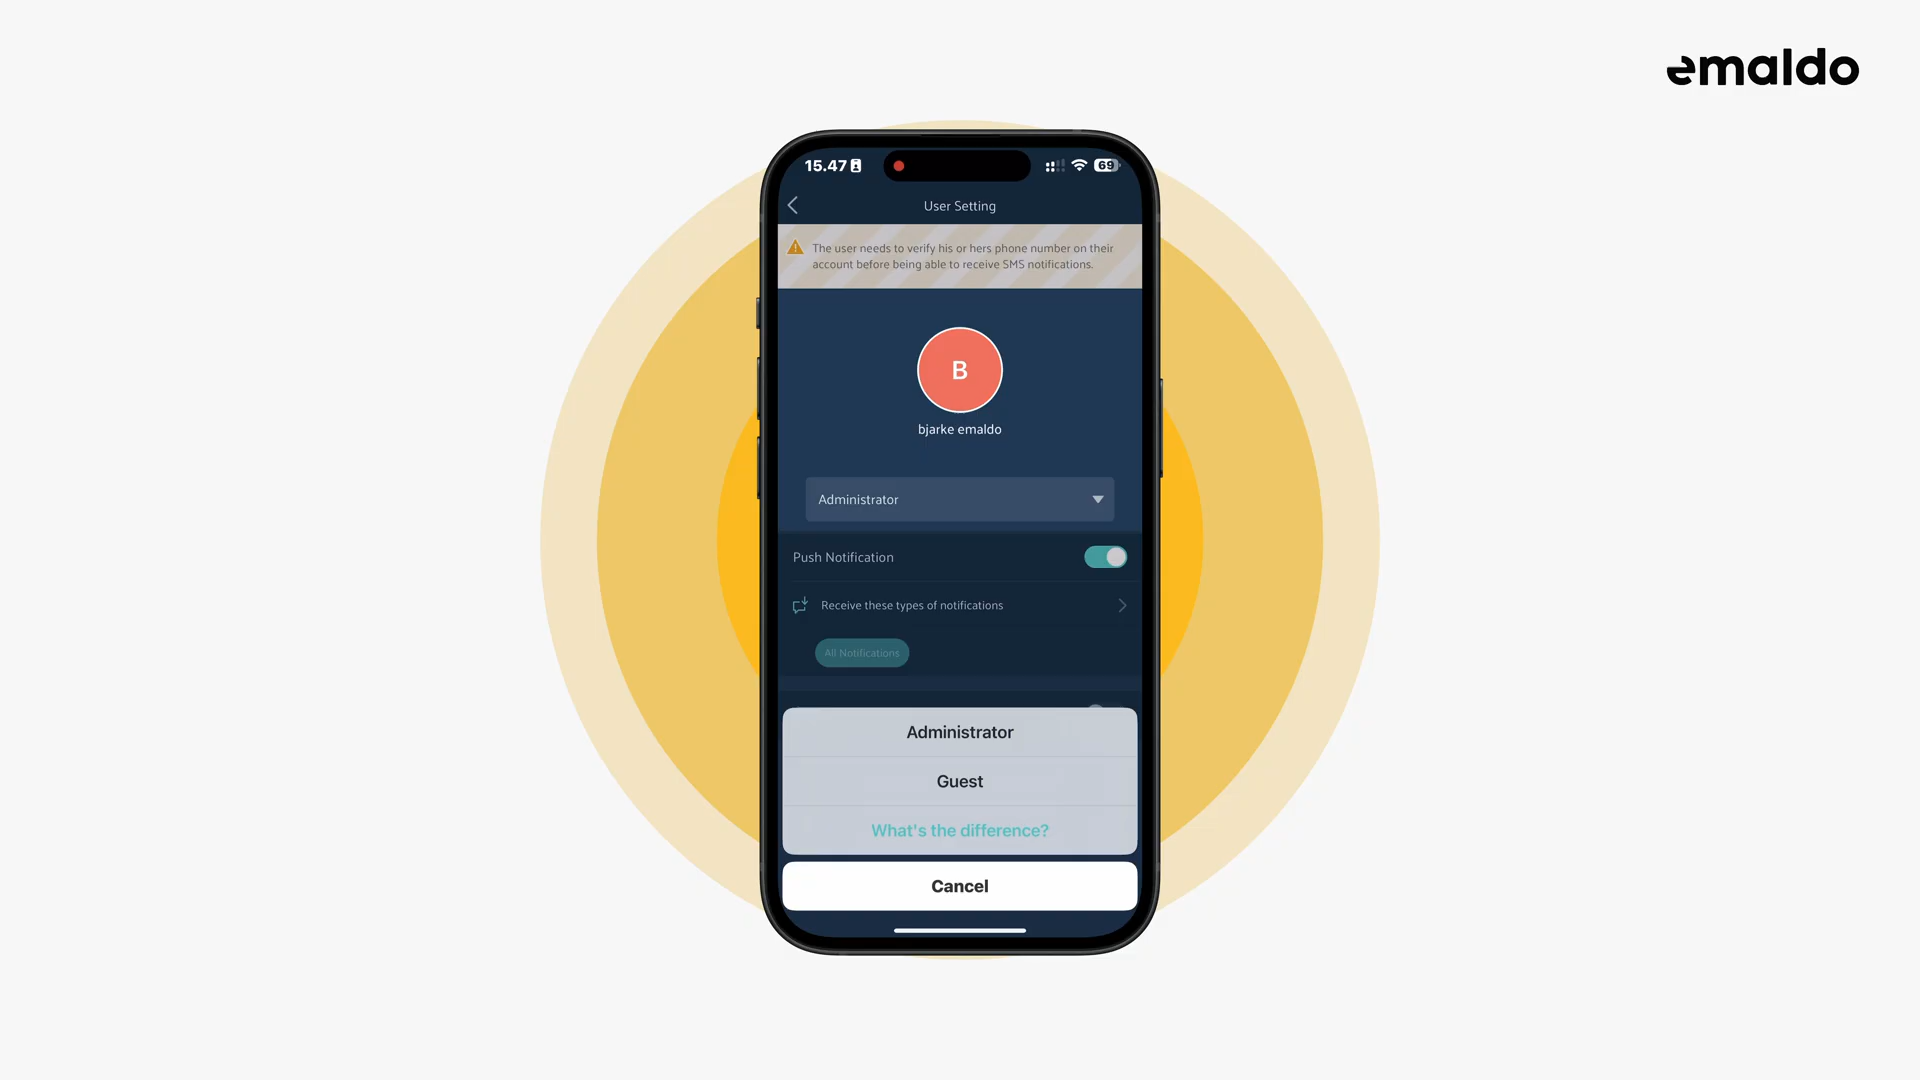 emaldo
15.47
69
User Setting
The user needs to verify his or hers phone number on their
account before being able to receive SMS notifications.
B
bjarke emaldo
Administrator
Push Notification
Receive these types of notifications
All Notifications
Administrator
Guest
What's the difference?
Cancel